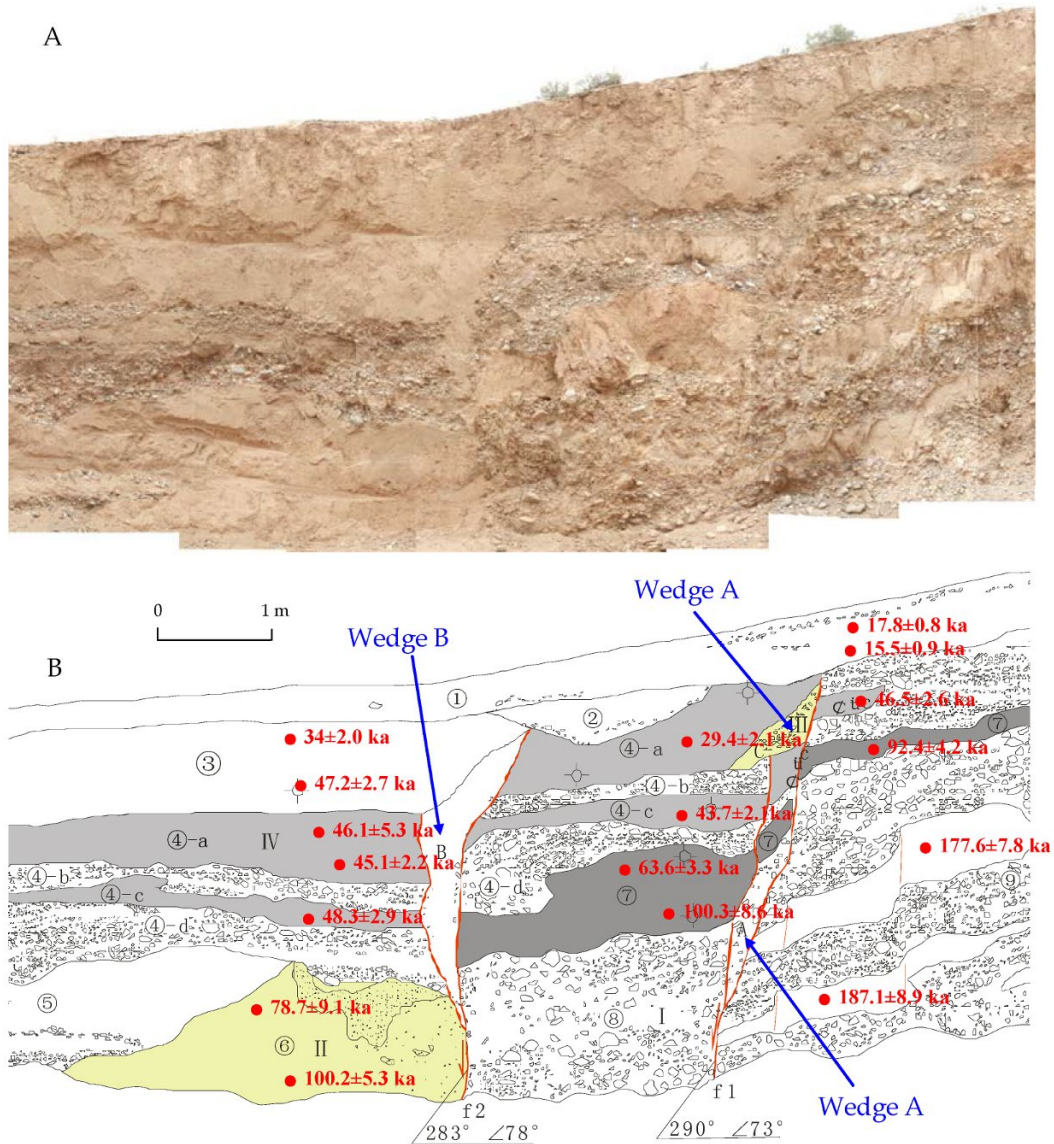 A
0 1 m
Wedge A
Wedge B
B
17.8±0.8 ka
15.5±0.9 ka
①
②
Ⅲ
46.5±2.6 ka
⑦
③
34±2.0 ka
④-a
29.4±2.1 ka
C
92.4±4.2 ka
47.2±2.7 ka
④-b
④-a
Ⅳ
46.1±5.3 ka
B
④-c
43.7±2.1ka
⑦
177.6±7.8 ka
④-b
45.1±2.2 ka
④-d
63.6±3.3 ka
⑨
④-c
⑦
48.3±2.9 ka
100.3±8.6 ka
④-d
A
Wedge A
⑤
78.7±9.1 ka
187.1±8.9 ka
⑧
Ⅰ
⑥
Ⅱ
100.2±5.3 ka
f2
f1
283° ∠78°
290° ∠73°